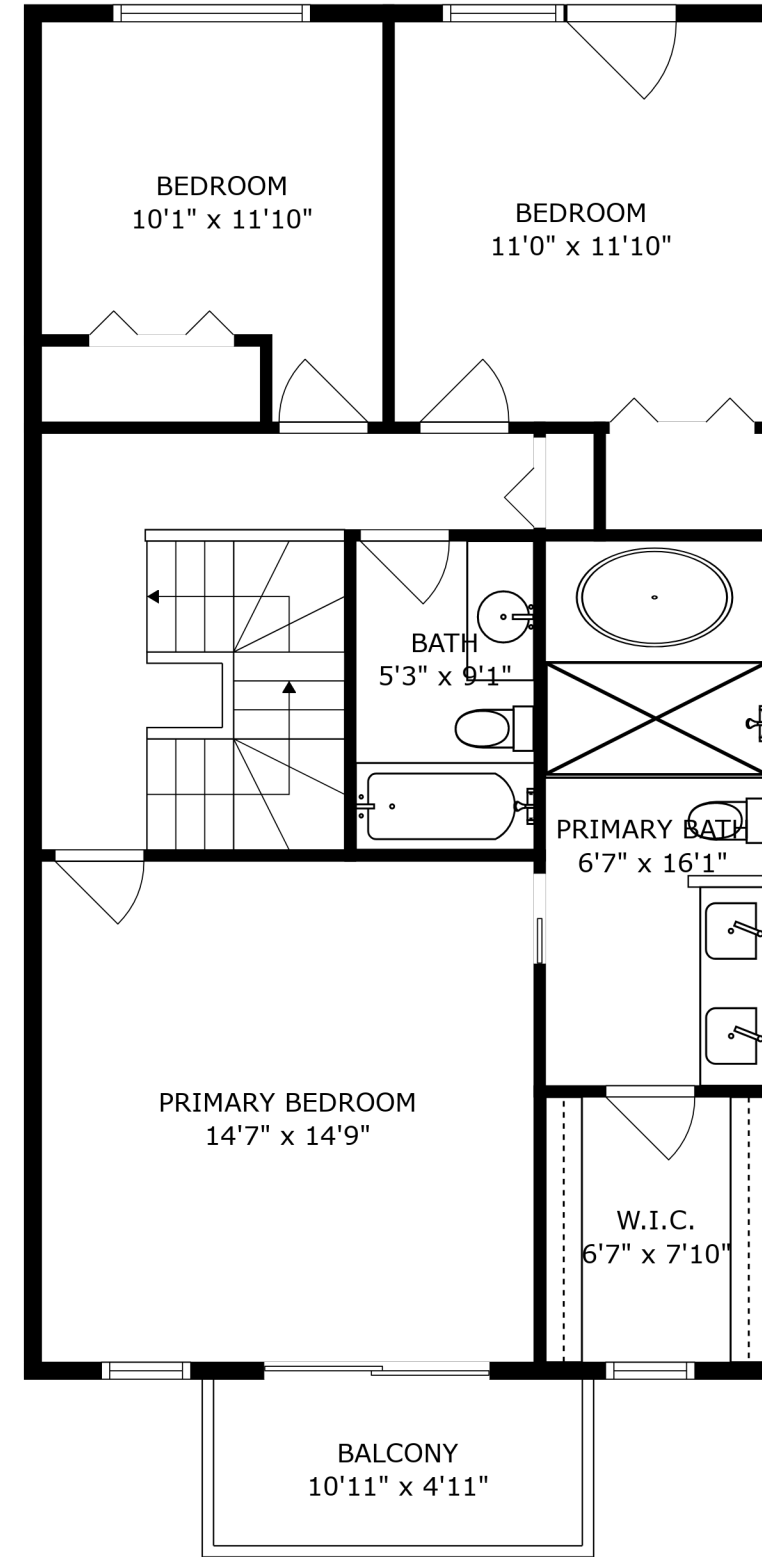 BEDROOM
10'1" x 11'10"
BEDROOM
11'0" x 11'10"
BATH
5'3" x 9'1"
PRIMARY BATH
6'7" x 16'1"
PRIMARY BEDROOM
14'7" x 14'9"
W.I.C.
6'7" x 7'10"
BALCONY
10'11" x 4'11"